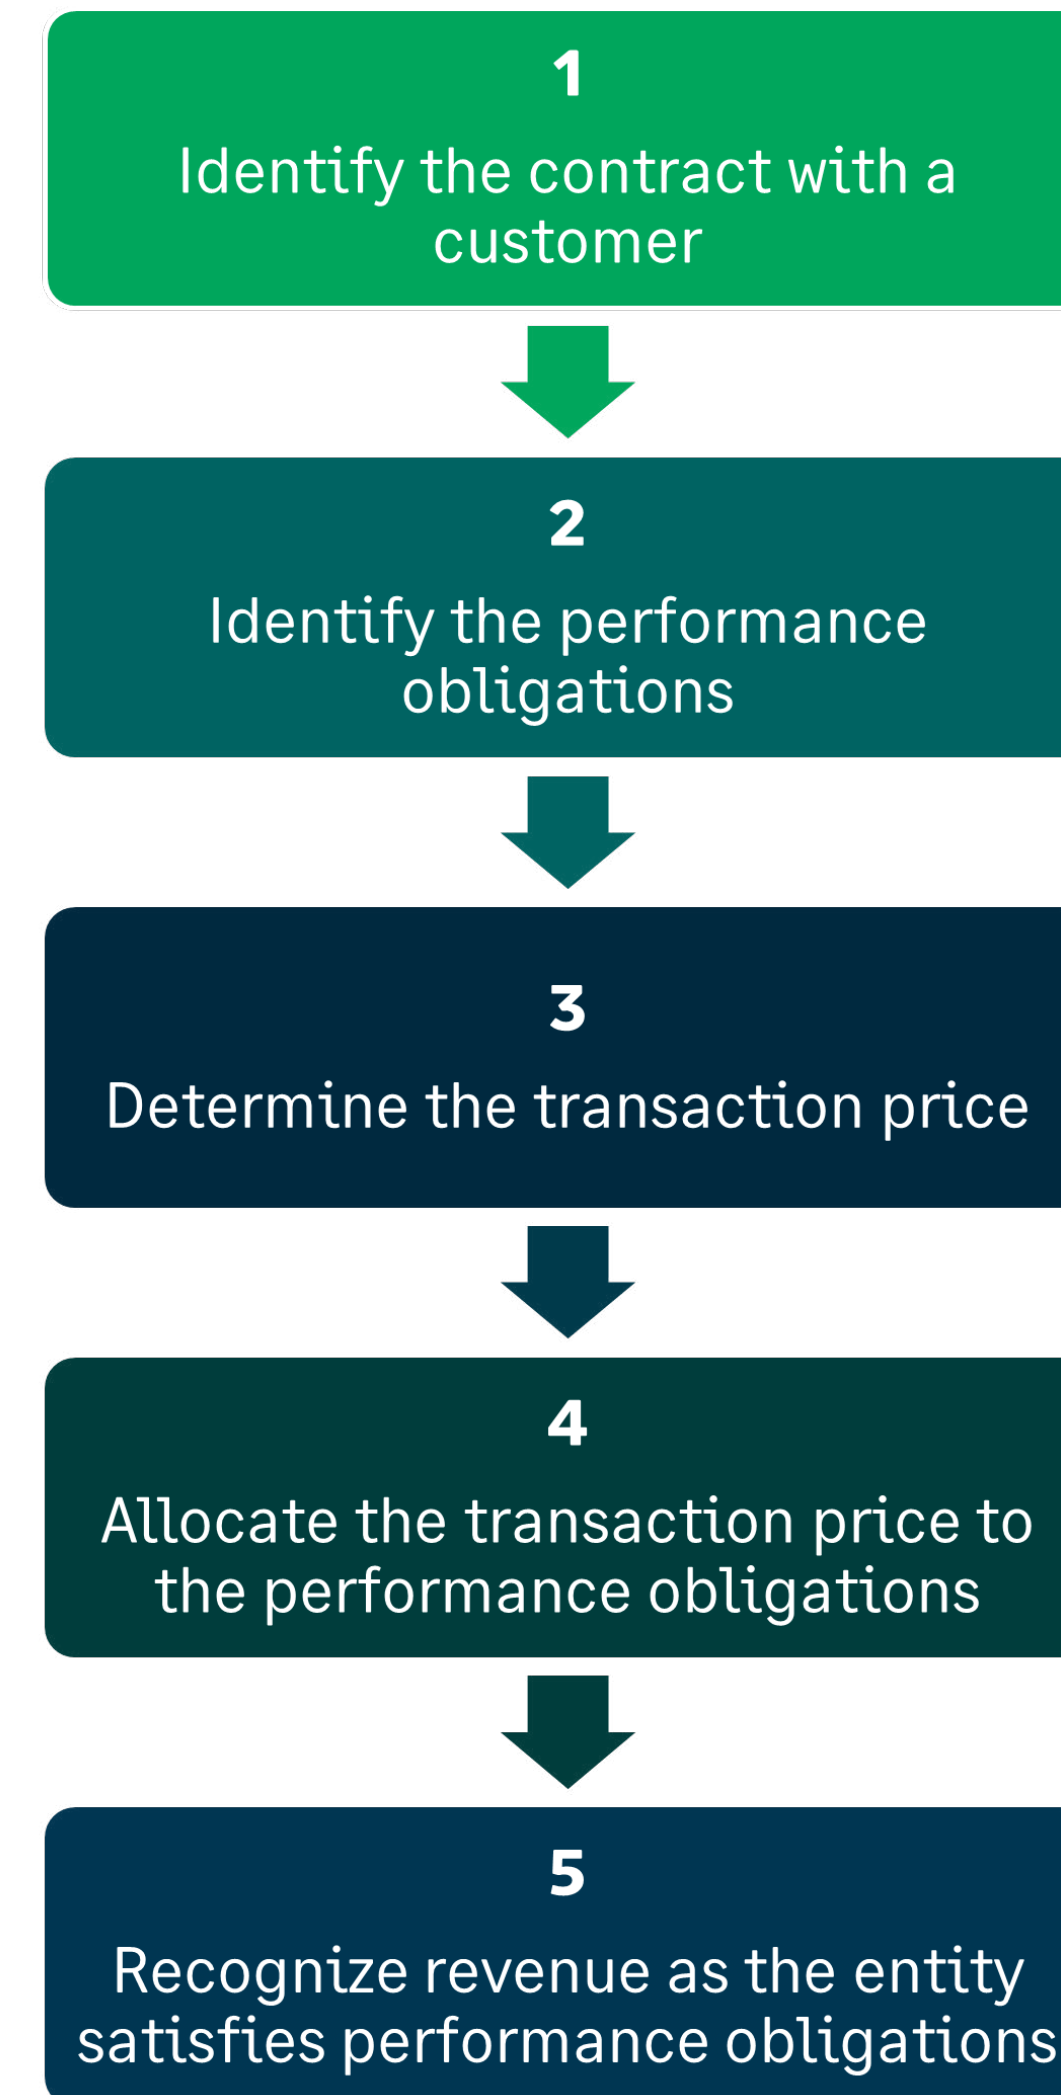 1
Identify the contract with a
customer
2
Identify the performance
obligations
3
Determine the transaction price
4
Allocate the transaction price to
the performance obligations
5
Recognize revenue as the entity
satisfies performance obligations